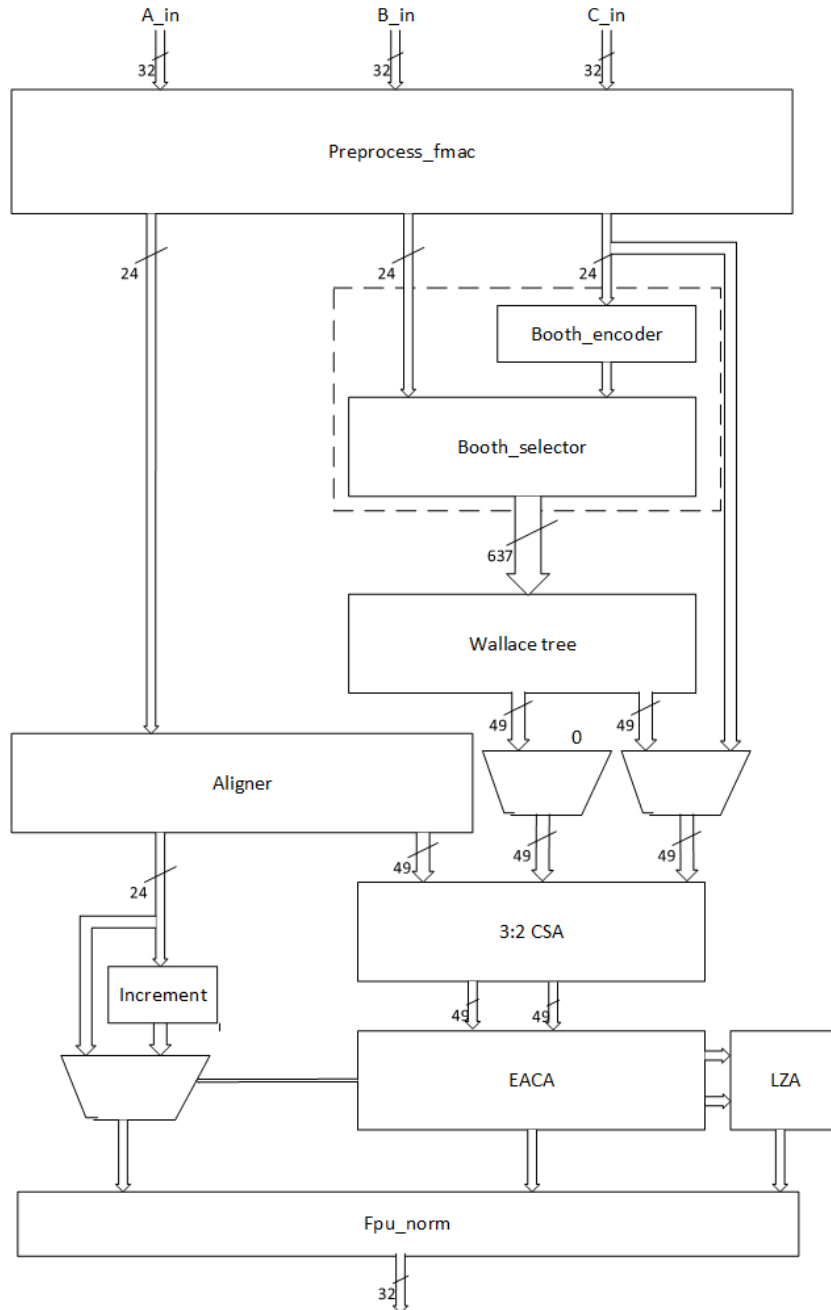 A_in B_in C_in
32 32 32
Preprocess_fmac
24 24 24
Booth_encoder
Booth_selector
637
Wallace tree
49 49
0
Aligner
24 49 49 49
3:2 CSA
Increment
49 49
EACA LZA
Fpu_norm
32